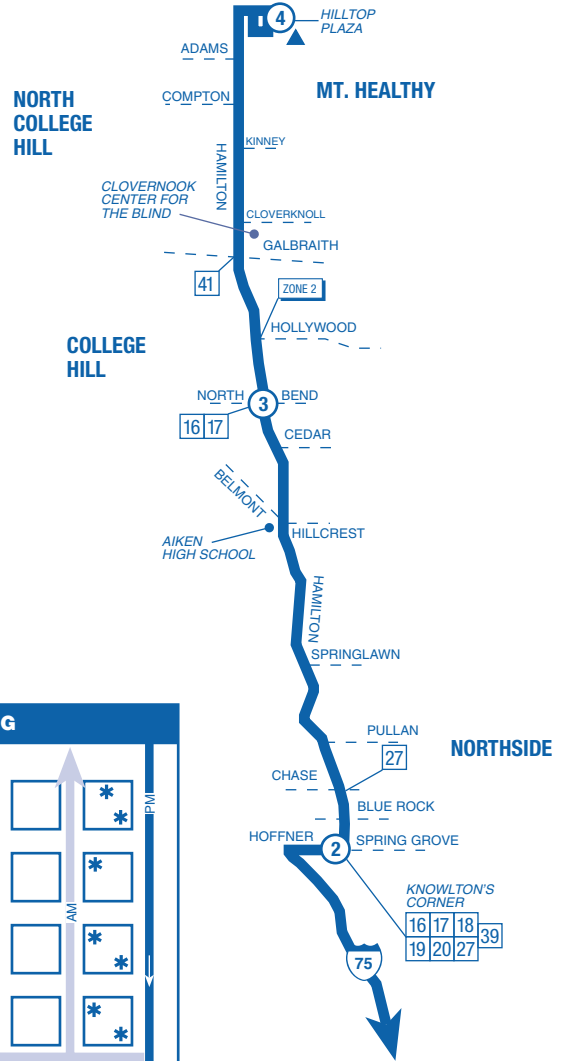 4
HILLTOP
PLAZA
ADAMS
MT. HEALTHY
NORTH
COLLEGE
HILL
COMPTON
KINNEY
HAMILTON
CLOVERNOOK
CENTER FOR
THE BLIND
CLOVERKNOLL
GALBRAITH
41
ZONE 2
HOLLYWOOD
COLLEGE
HILL
NORTH 3 BEND
16 17
CEDAR
BELMONT
HILLCREST
AIKEN
HIGH SCHOOL
HAMILTON
SPRINGLAWN
PULLAN
NORTHSIDE
27
CHASE
BLUE ROCK
HOFFNER 2 SPRING GROVE
KNOWLTON'S
CORNER
16 17 18
39
19 20 27
75
G
* *
PM
*
AM
* *
* *